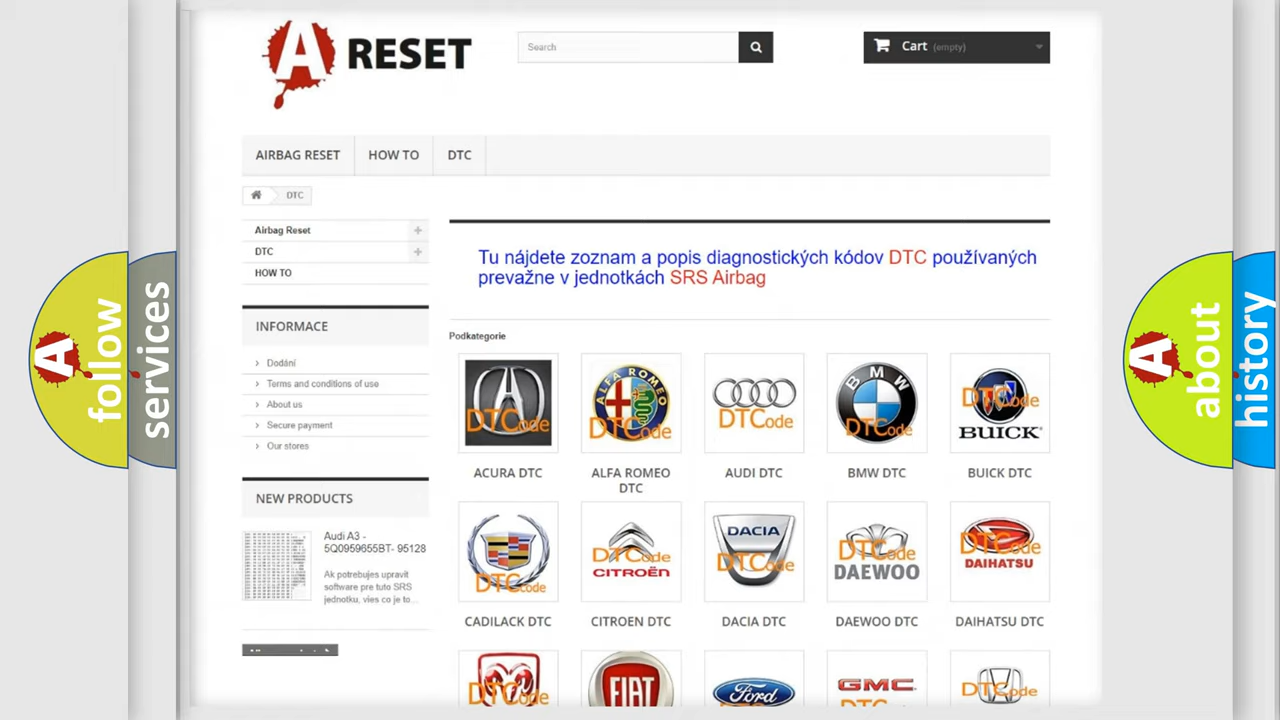 A RESET
Search
Cart (empty)
AIRBAG RESET
HOW TO
DTC
DTC
Airbag Reset
DTC
HOW TO
Tu nájdete zoznam a popis diagnostických kódov DTC používaných
prevažne v jednotkách SRS Airbag
INFORMACE
Dodání
Terms and conditions of use
About us
Secure payment
Our stores
Podkategorie
DTCode
ALFA ROMEO
DTCode
DTCode
BMW
DTCode
DTCode
BUICK
ACURA DTC
ALFA ROMEO
DTC
AUDI DTC
BMW DTC
BUICK DTC
NEW PRODUCTS
Audi A3 -
5Q0959655BT- 95128
Ak potrebujes upravit
software pre tuto SRS
jednotku, vies co je to...
DTCode
DTCode
CITROËN
DACIA
DTCode
DTCode
DAEWOO
DTCode
DAIHATSU
CADILACK DTC
CITROEN DTC
DACIA DTC
DAEWOO DTC
DAIHATSU DTC
DTCode
FIAT
Ford
GMC
DTCode
A follow
services
A about
history